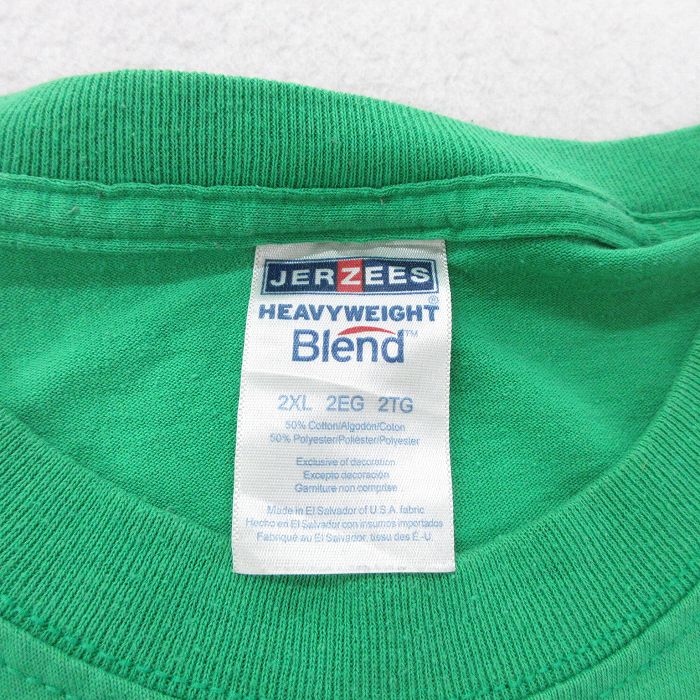 JERZEES
HEAVYWEIGHT®
Blend™
2XL 2EG 2TG
50% Cotton/Algodón/Coton
50% Polyester/Poliéster/Polyester
Exclusive of decoration
Excepto decoración
Garniture non comprise
Made in El Salvador of U.S.A. fabric
Hecho en El Salvador con insumos importados
Fabriqué au El Salvador, tissu des É.-U.